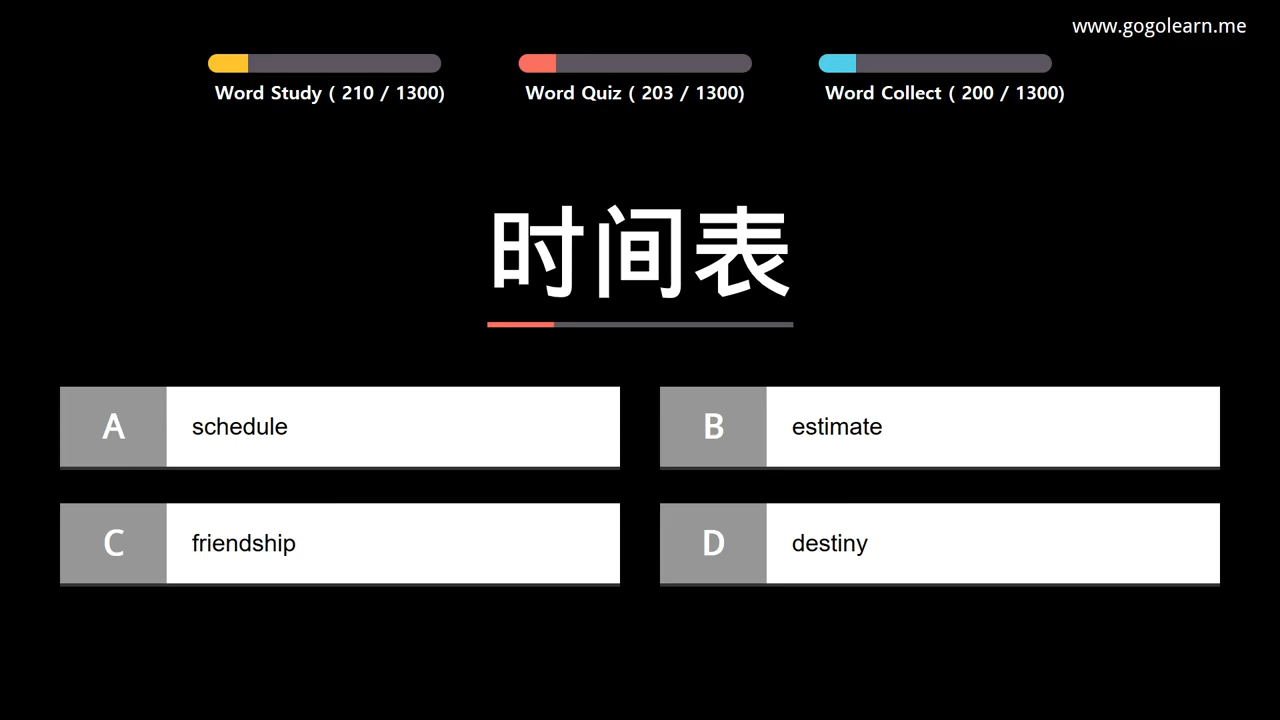 www.gogolearn.me
Word Study ( 210 / 1300)
Word Quiz ( 203 / 1300)
Word Collect ( 200 / 1300)
时间表
A schedule
B estimate
C friendship
D destiny